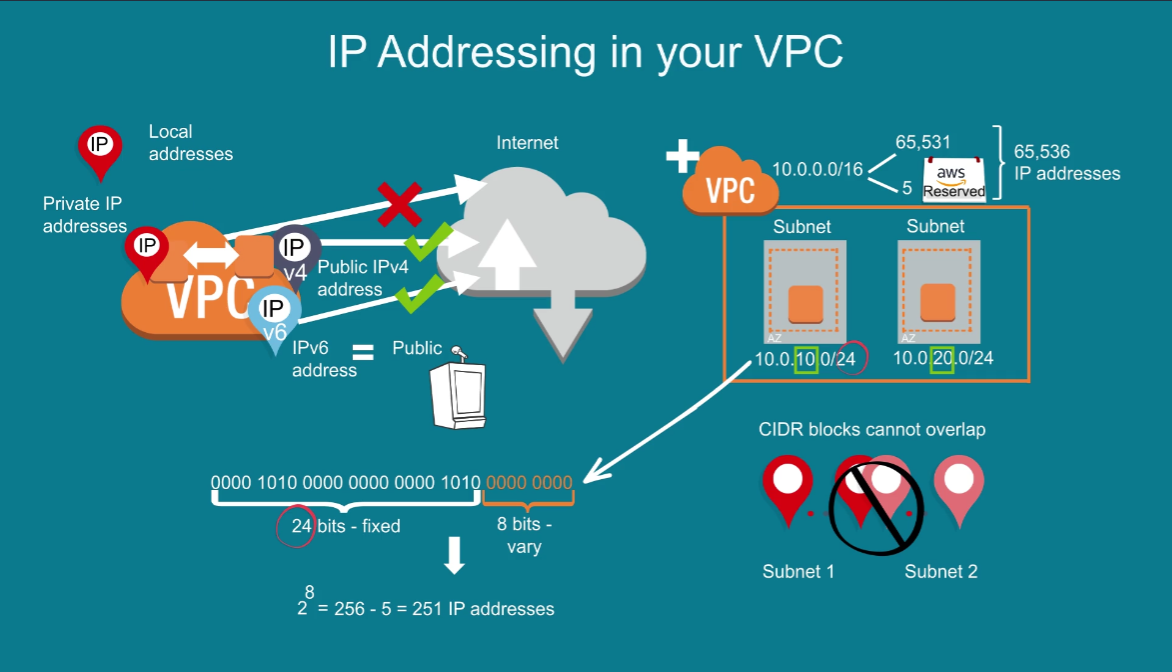 IP Addressing in your VPC
IP
Local
addresses
Private IP
addresses
IP
VPC
IP
v4
Public IPv4
address
IP
v6
IPv6
address
=
Public
Internet
+
VPC
10.0.0.0/16
65,531
5
aws
Reserved
65,536
IP addresses
Subnet
Subnet
AZ
AZ
10.0.10.0/24
10.0.20.0/24
CIDR blocks cannot overlap
Subnet 1
Subnet 2
0000 1010 0000 0000 0000 1010 0000 0000
24 bits - fixed
8 bits -
vary
8
2 = 256 - 5 = 251 IP addresses